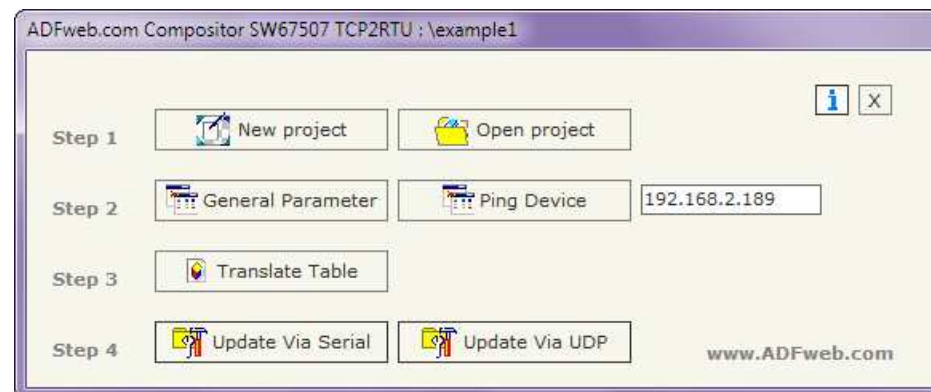 ADFweb.com Compositor SW67507 TCP2RTU : \example1
i X
Step 1 New project Open project
Step 2 General Parameter Ping Device 192.168.2.189
Step 3 Translate Table
Step 4 Update Via Serial Update Via UDP www.ADFweb.com